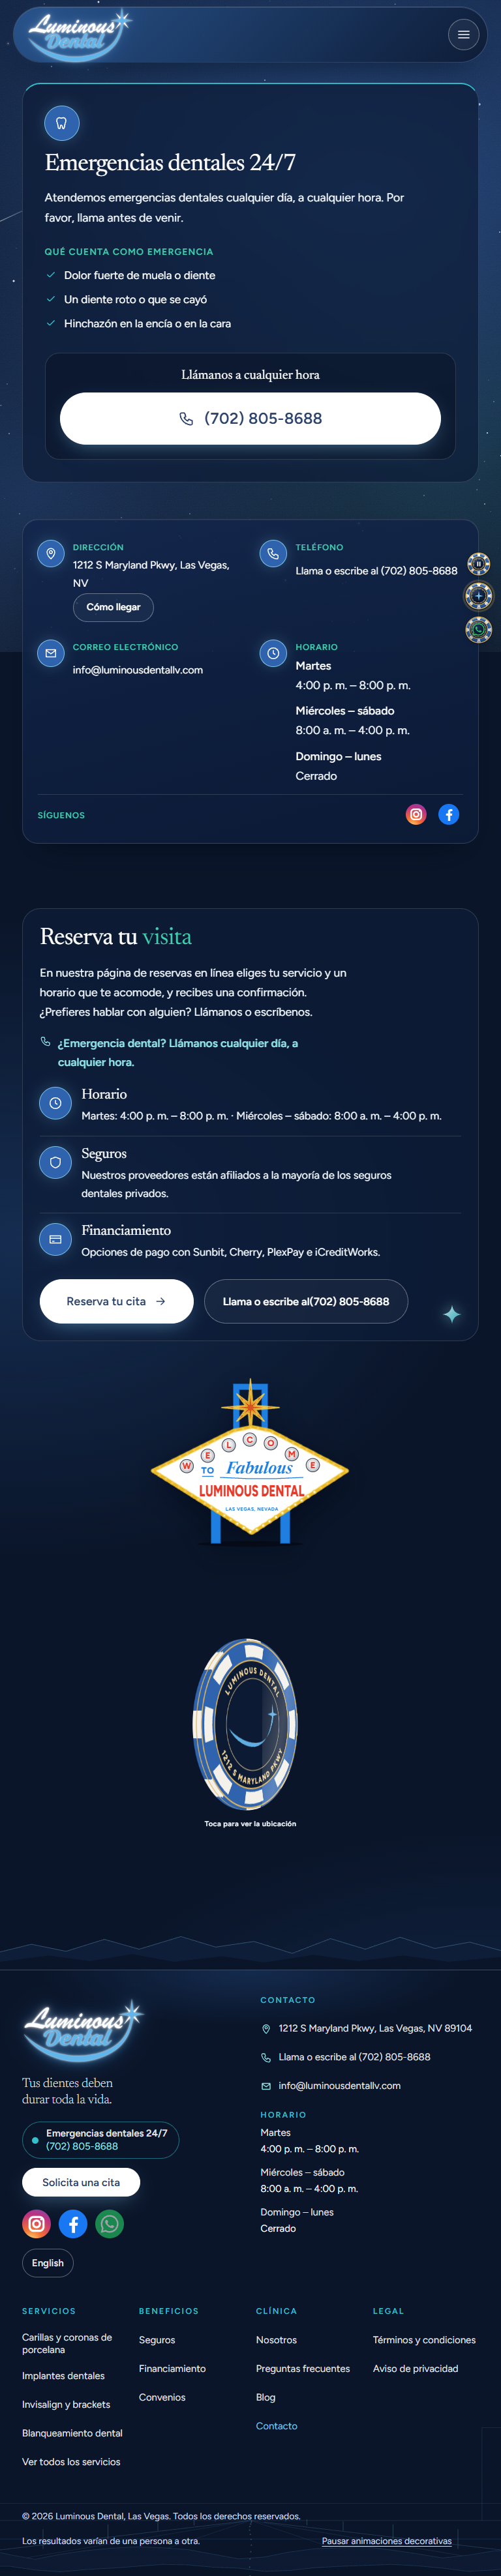 Luminous
Dental
Emergencias dentales 24/7
Atendemos emergencias dentales cualquier día, a cualquier hora. Por
favor, llama antes de venir.
QUÉ CUENTA COMO EMERGENCIA
Dolor fuerte de muela o diente
Un diente roto o que se cayó
Hinchazón en la encía o en la cara
Llámanos a cualquier hora
(702) 805-8688
DIRECCIÓN
1212 S Maryland Pkwy, Las Vegas,
NV
Cómo llegar
TELÉFONO
Llama o escribe al (702) 805-8688
CORREO ELECTRÓNICO
info@luminousdentallv.com
HORARIO
Martes
4:00 p. m. – 8:00 p. m.
Miércoles – sábado
8:00 a. m. – 4:00 p. m.
Domingo – lunes
Cerrado
SÍGUENOS
Reserva tu visita
En nuestra página de reservas en línea eliges tu servicio y un
horario que te acomode, y recibes una confirmación.
¿Prefieres hablar con alguien? Llámanos o escríbenos.
¿Emergencia dental? Llámanos cualquier día, a
cualquier hora.
Horario
Martes: 4:00 p. m. – 8:00 p. m. · Miércoles – sábado: 8:00 a. m. – 4:00 p. m.
Seguros
Nuestros proveedores están afiliados a la mayoría de los seguros
dentales privados.
Financiamiento
Opciones de pago con Sunbit, Cherry, PlexPay e iCreditWorks.
Reserva tu cita
Llama o escribe al(702) 805-8688
WELCOME
TO Fabulous
LUMINOUS DENTAL
LAS VEGAS, NEVADA
LUMINOUS DENTAL
1212 S MARYLAND PKWY
Toca para ver la ubicación
Luminous
Dental
Tus dientes deben
durar toda la vida.
Emergencias dentales 24/7
(702) 805-8688
Solicita una cita
English
CONTACTO
1212 S Maryland Pkwy, Las Vegas, NV 89104
Llama o escribe al (702) 805-8688
info@luminousdentallv.com
HORARIO
Martes
4:00 p. m. – 8:00 p. m.
Miércoles – sábado
8:00 a. m. – 4:00 p. m.
Domingo – lunes
Cerrado
SERVICIOS
Carillas y coronas de
porcelana
Implantes dentales
Invisalign y brackets
Blanqueamiento dental
Ver todos los servicios
BENEFICIOS
Seguros
Financiamiento
Convenios
CLÍNICA
Nosotros
Preguntas frecuentes
Blog
Contacto
LEGAL
Términos y condiciones
Aviso de privacidad
© 2026 Luminous Dental, Las Vegas. Todos los derechos reservados.
Los resultados varían de una persona a otra.
Pausar animaciones decorativas